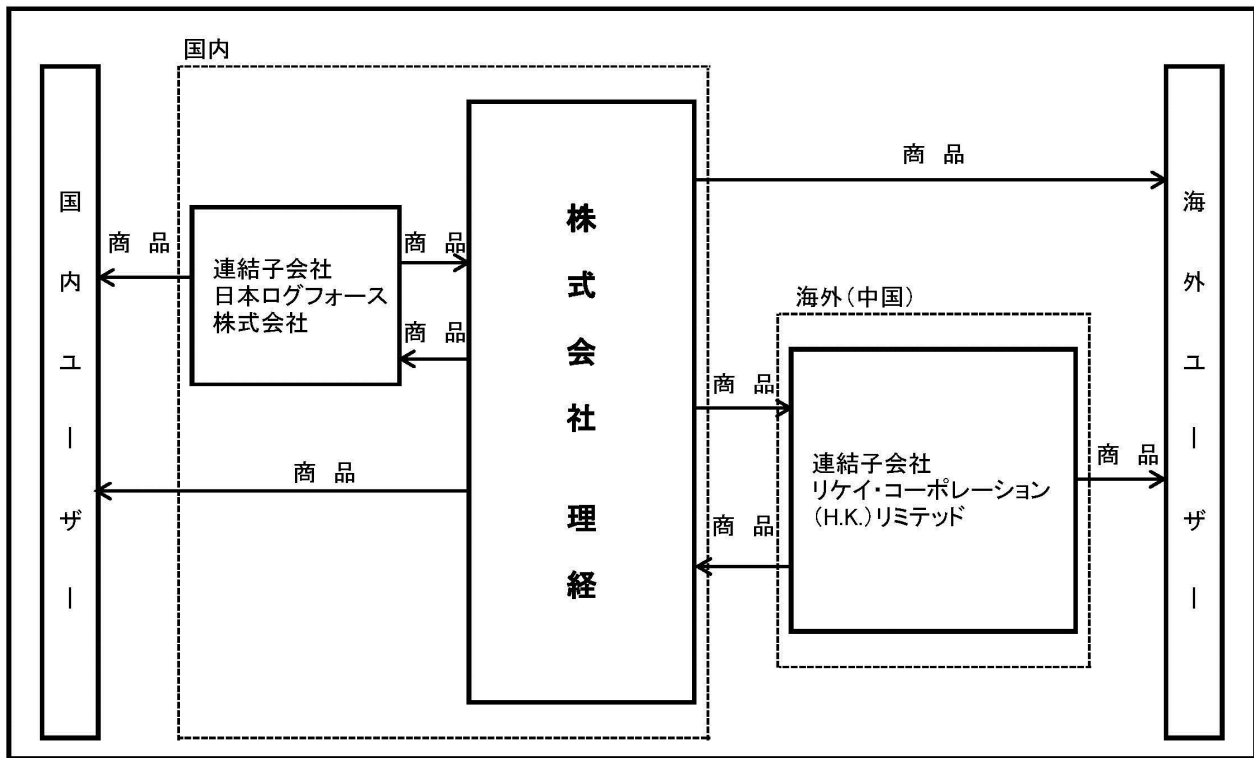 国内
国内ユーザー
商品
連結子会社
日本ログフォース
株式会社
商品
商品
商品
株式会社 理経
商品
商品
商品
海外（中国）
連結子会社
リケイ・コーポレーション
（H.K.）リミテッド
商品
海外ユーザー